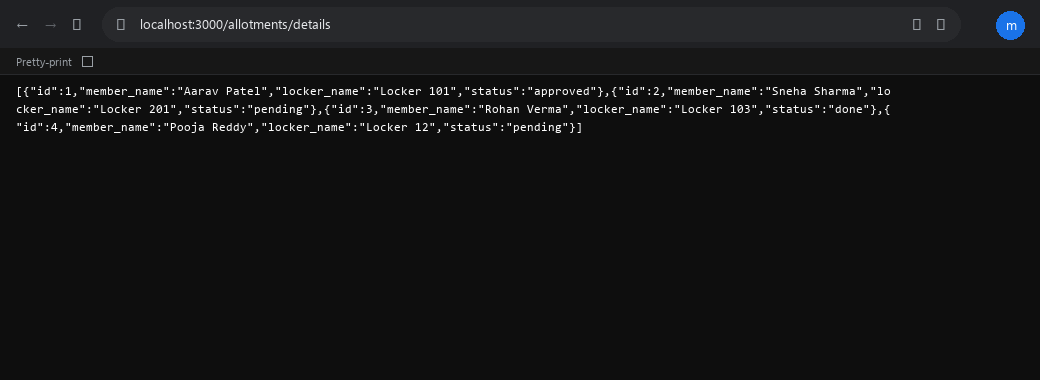 localhost:3000/allotments/details
m
Pretty-print
[{"id":1,"member_name":"Aarav Patel","locker_name":"Locker 101","status":"approved"},{"id":2,"member_name":"Sneha Sharma","lo
cker_name":"Locker 201","status":"pending"},{"id":3,"member_name":"Rohan Verma","locker_name":"Locker 103","status":"done"},{
"id":4,"member_name":"Pooja Reddy","locker_name":"Locker 12","status":"pending"}]